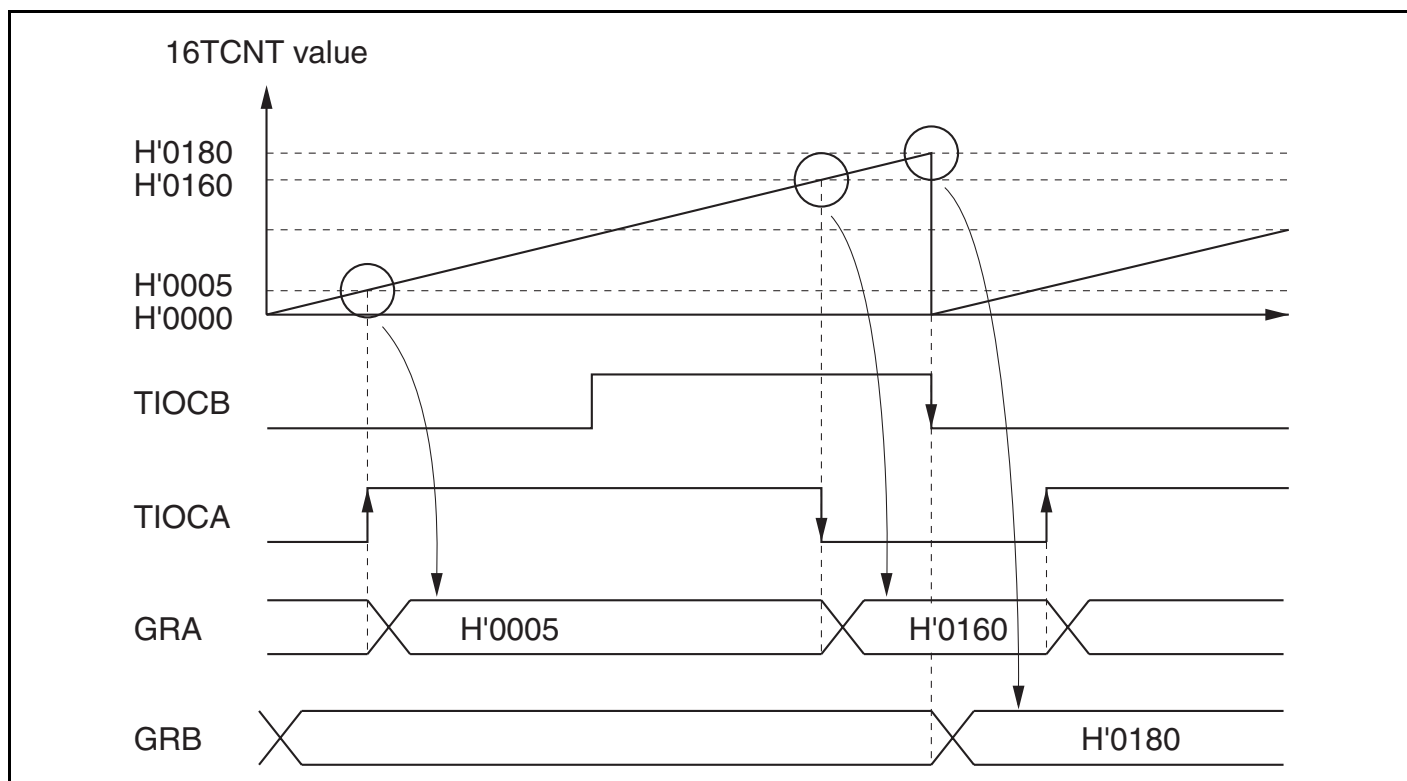 16TCNT value
H'0180
H'0160
H'0005
H'0000
TIOCB
TIOCA
GRA H'0005 H'0160
GRB H'0180